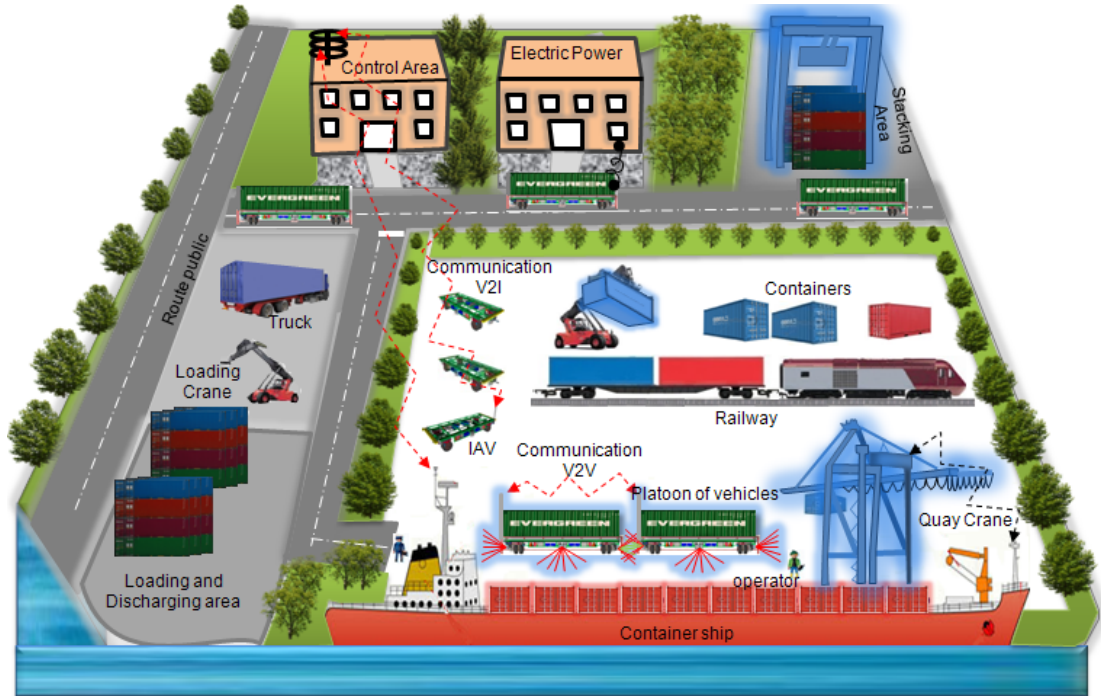 Control Area
Electric Power
Stacking
Area
EVERGREEN
EVERGREEN
EVERGREEN
Route public
Truck
Loading
Crane
Communication
V2I
Containers
Railway
IAV
Communication
V2V
Platoon of vehicles
EVERGREEN
EVERGREEN
Quay Crane
operator
Loading and
Discharging area
Container ship